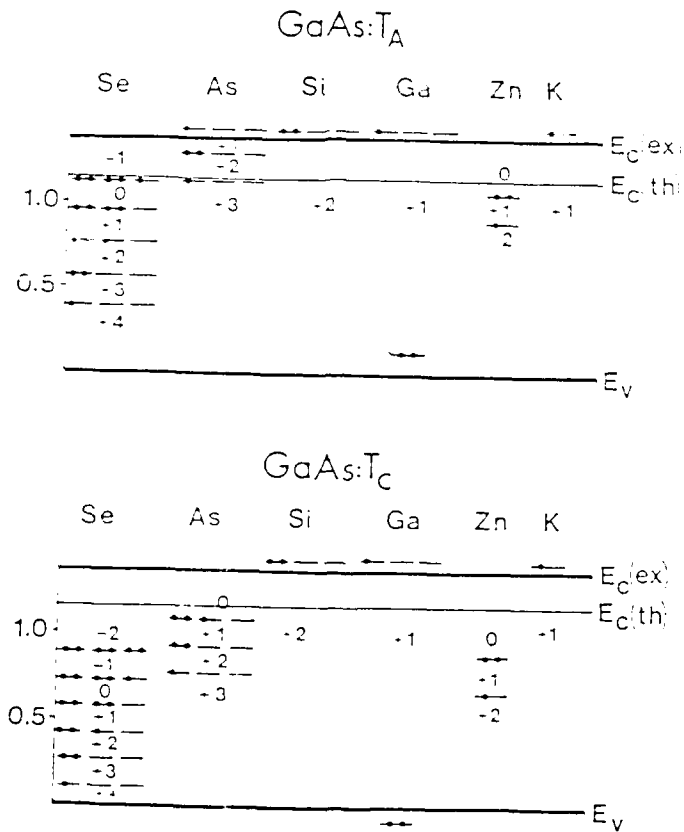 GaAs:T_A
Se As Si Ga Zn K
E_C(ex)
-1
+1
-2
0
E_C(th)
1.0
0
+3 -2 -1 +1 +1
+1
2
+2
0.5
+3
+4
E_V
GaAs:T_C
Se As Si Ga Zn K
E_C(ex)
0
E_C(th)
1.0
-2 +1 -2 +1 0 +1
-1 +2
0 +3 +1
0.5
+1 -2
+2
+3
E_V